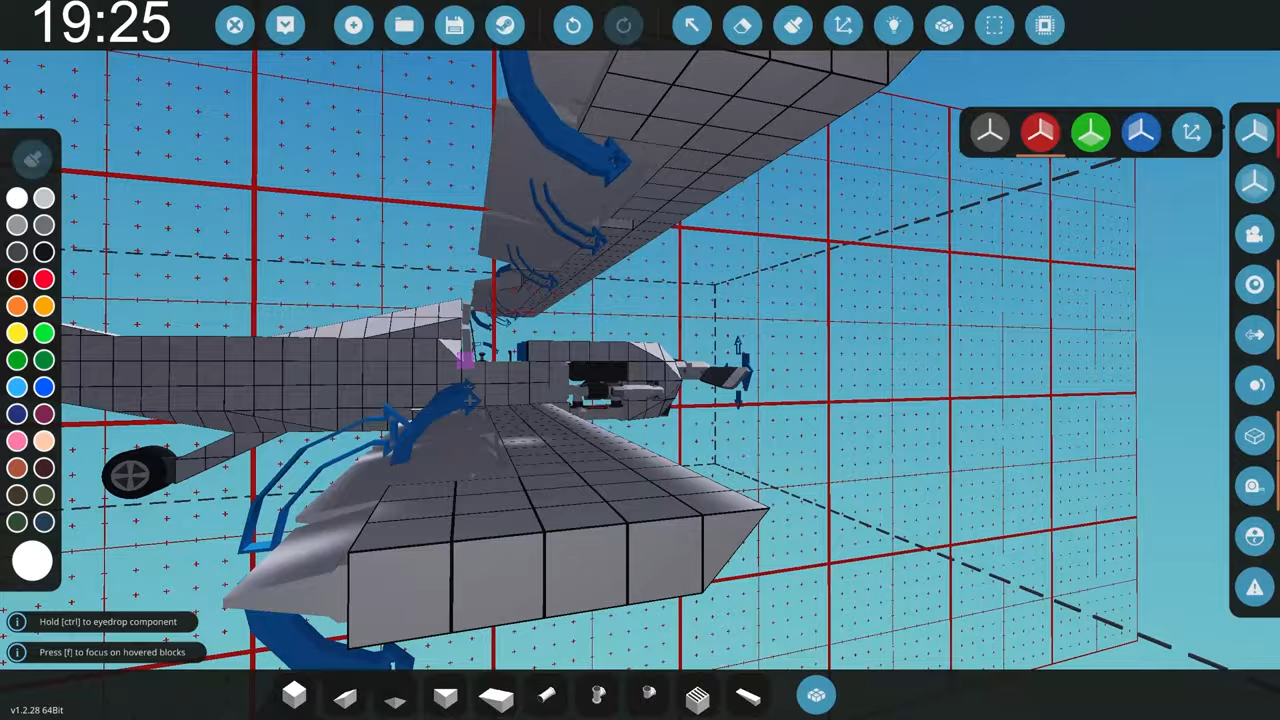 19:25
Hold [ctrl] to eyedrop component
Press [f] to focus on hovered blocks
v1.2.28 64Bit